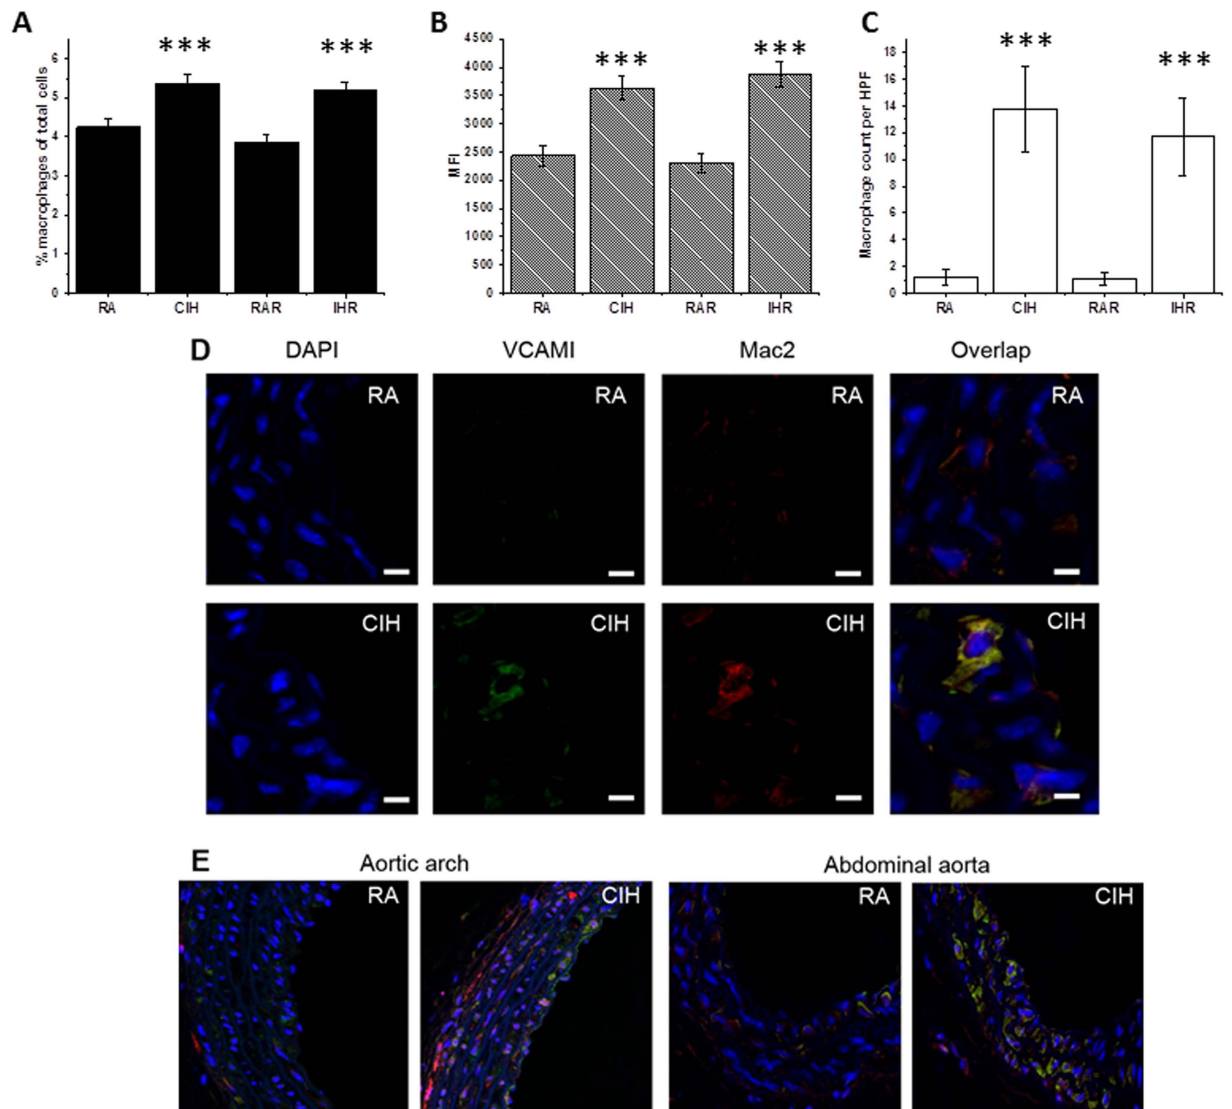 A
***
***
6
5
4
3
2
1
0
% macrophages of total cells
RA CIH RAR IHR
B
***
***
4500
4000
3500
3000
2500
2000
1500
1000
500
0
MFI
RA CIH RAR IHR
C
***
***
18
16
14
12
10
8
6
4
2
0
Macrophage count per HPF
RA CIH RAR IHR
D
DAPI VCAMI Mac2 Overlap
RA RA RA RA
CIH CIH CIH CIH
E
Aortic arch Abdominal aorta
RA CIH RA CIH